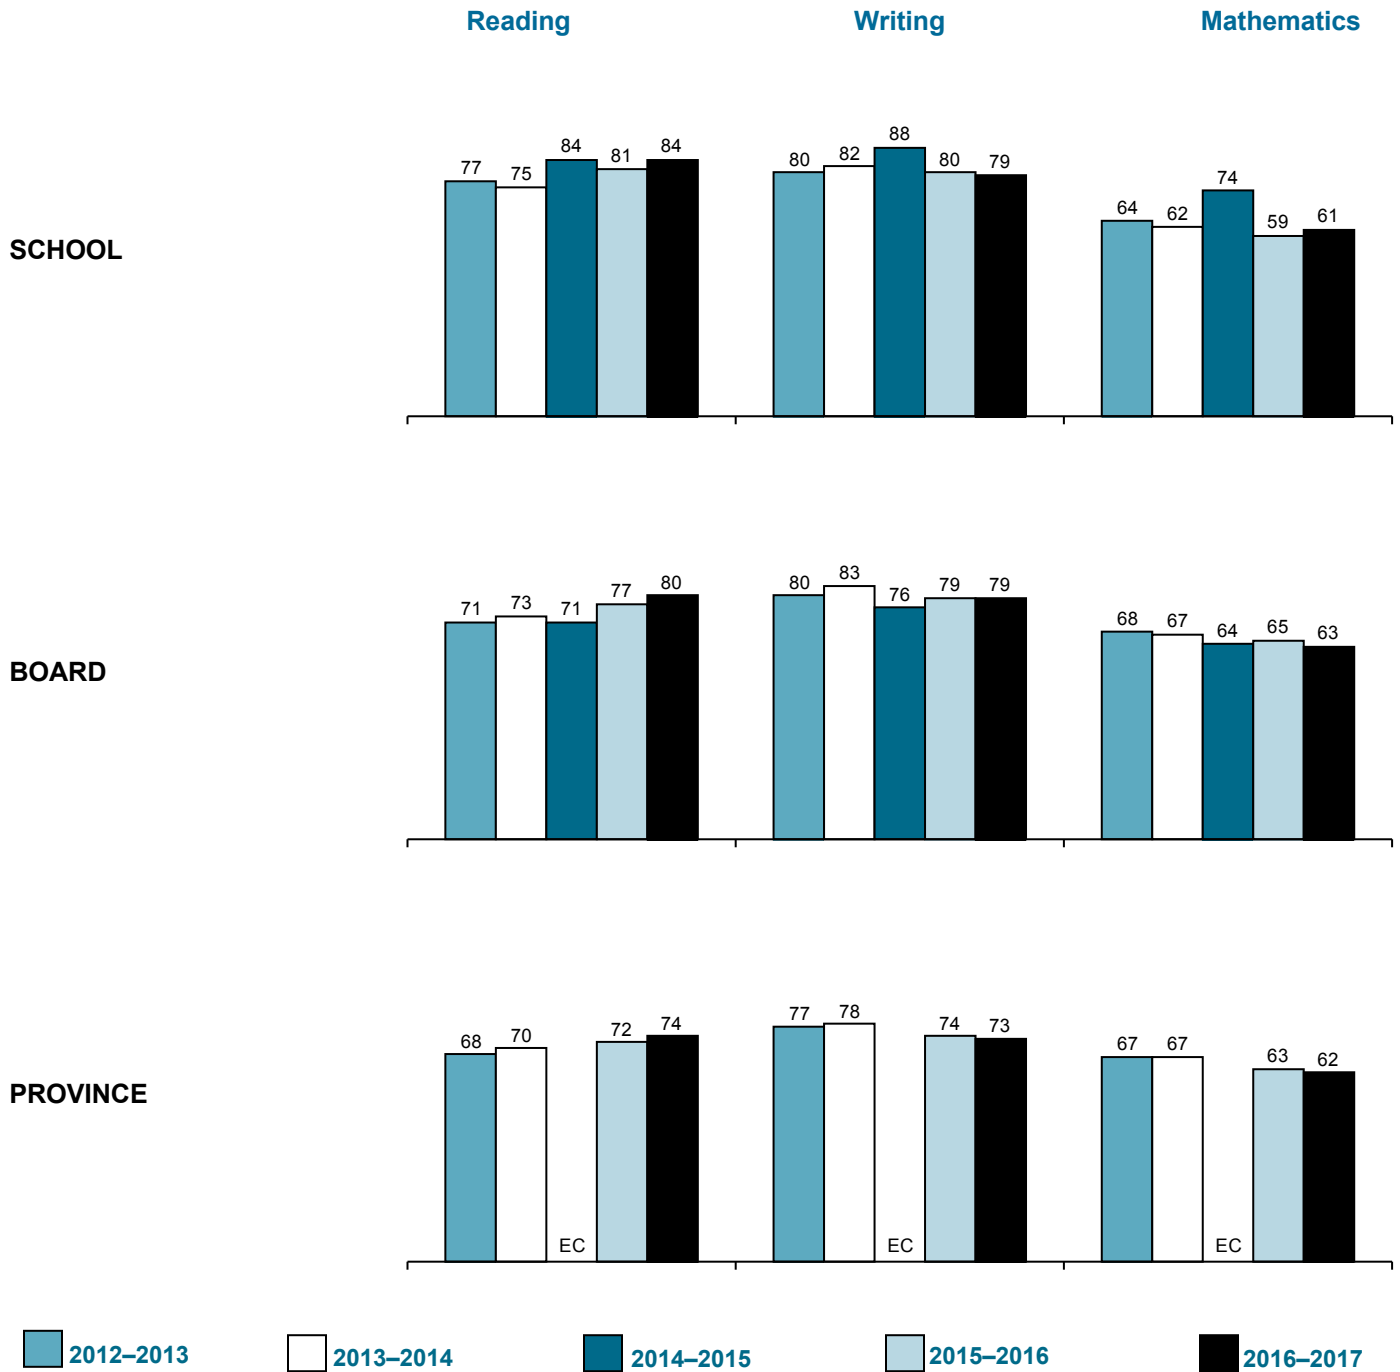 Reading Writing Mathematics
SCHOOL
77 75 84 81 84
80 82 88 80 79
64 62 74 59 61
BOARD
71 73 71 77 80
80 83 76 79 79
68 67 64 65 63
PROVINCE
68 70 EC 72 74
77 78 EC 74 73
67 67 EC 63 62
2012–2013 2013–2014 2014–2015 2015–2016 2016–2017